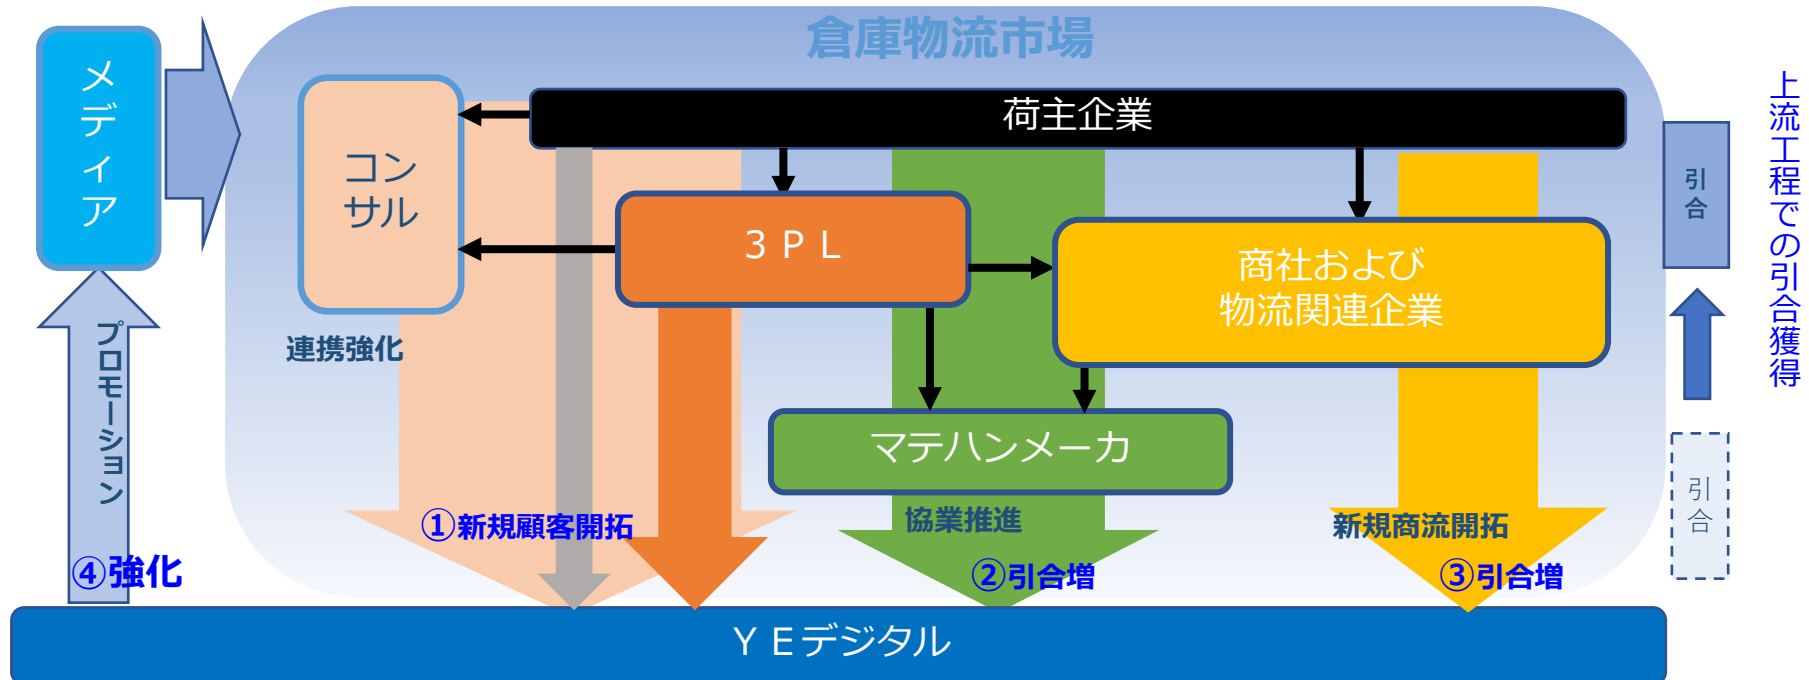 倉庫物流市場
メディア
荷主企業
コン
サル
３ＰＬ
商社および
物流関連企業
連携強化
マテハンメーカ
プロモーション
①新規顧客開拓
協業推進
②引合増
新規商流開拓
③引合増
④強化
ＹＥデジタル
引合
引合
上流工程での引合獲得